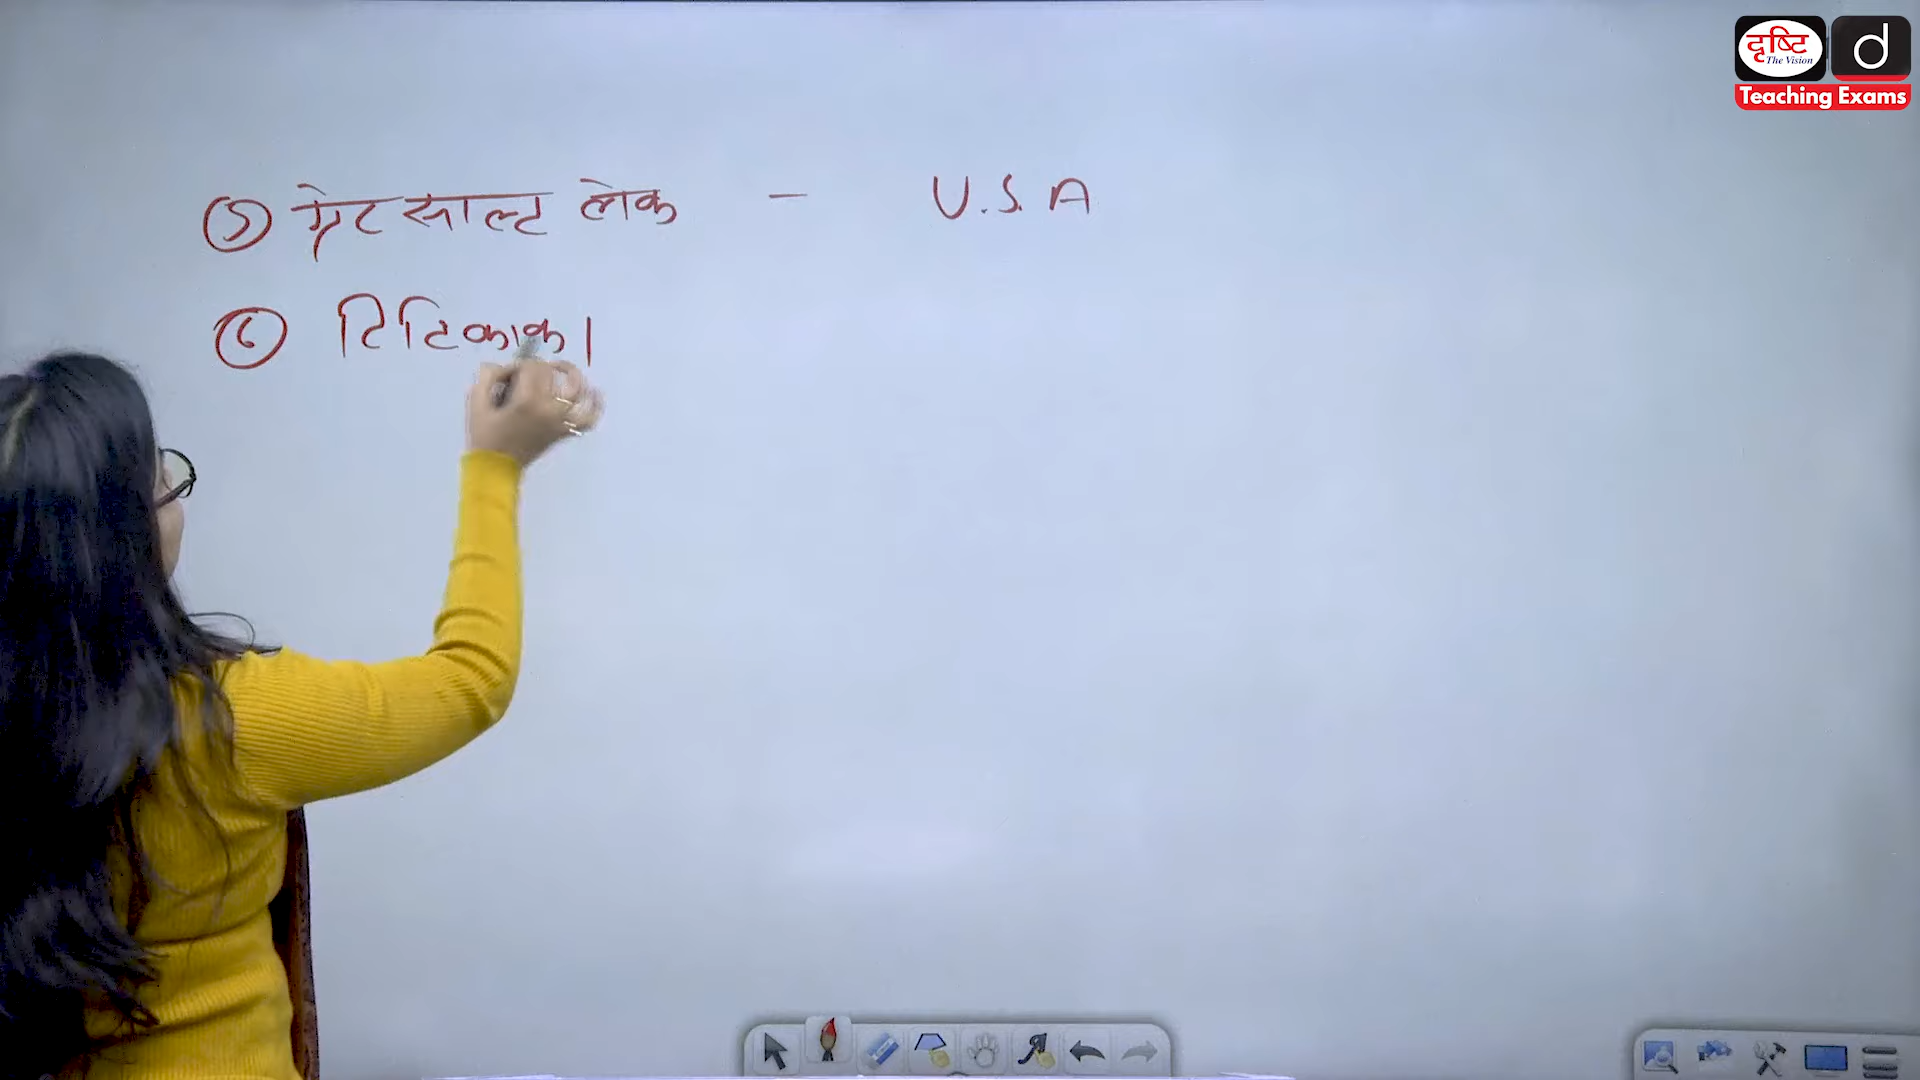 दृष्टि
The Vision
d
Teaching Exams
5 ग्रेट साल्ट लेक - U.S.A
6 टिटिकाका